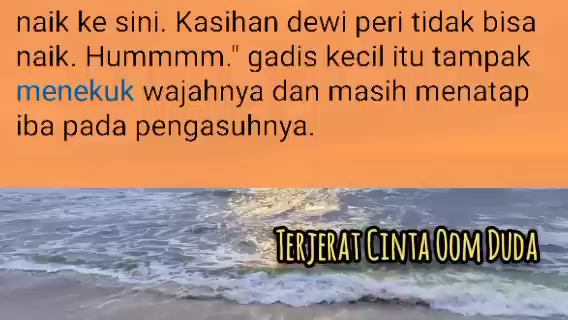 naik ke sini. Kasihan dewi peri tidak bisa
naik. Hummmm." gadis kecil itu tampak
menekuk wajahnya dan masih menatap
iba pada pengasuhnya.
TERJERAT CINTA OOM DUDA